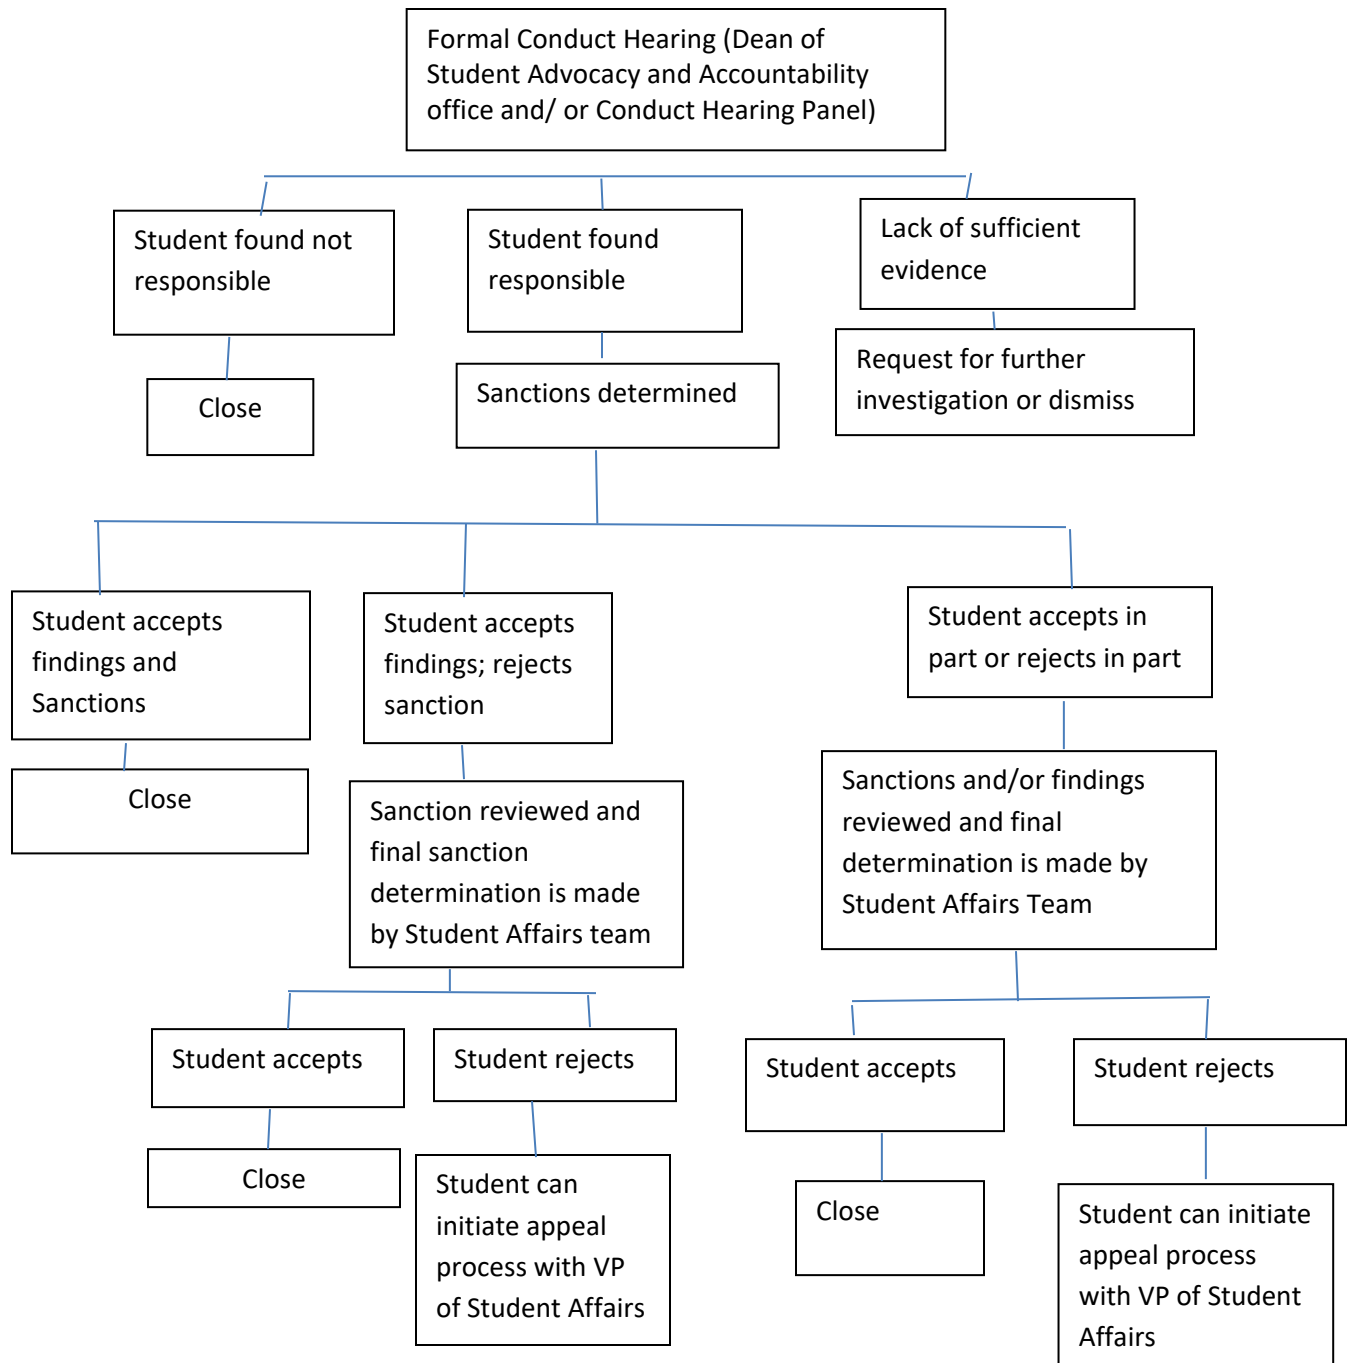 Formal Conduct Hearing (Dean of
Student Advocacy and Accountability
office and/ or Conduct Hearing Panel)
Student found not
responsible
Student found
responsible
Lack of sufficient
evidence
Close
Sanctions determined
Request for further
investigation or dismiss
Student accepts
findings and
Sanctions
Student accepts
findings; rejects
sanction
Student accepts in
part or rejects in part
Close
Sanction reviewed and
final sanction
determination is made
by Student Affairs team
Sanctions and/or findings
reviewed and final
determination is made by
Student Affairs Team
Student accepts
Student rejects
Student accepts
Student rejects
Close
Student can
initiate appeal
process with VP
of Student Affairs
Close
Student can initiate
appeal process
with VP of Student
Affairs